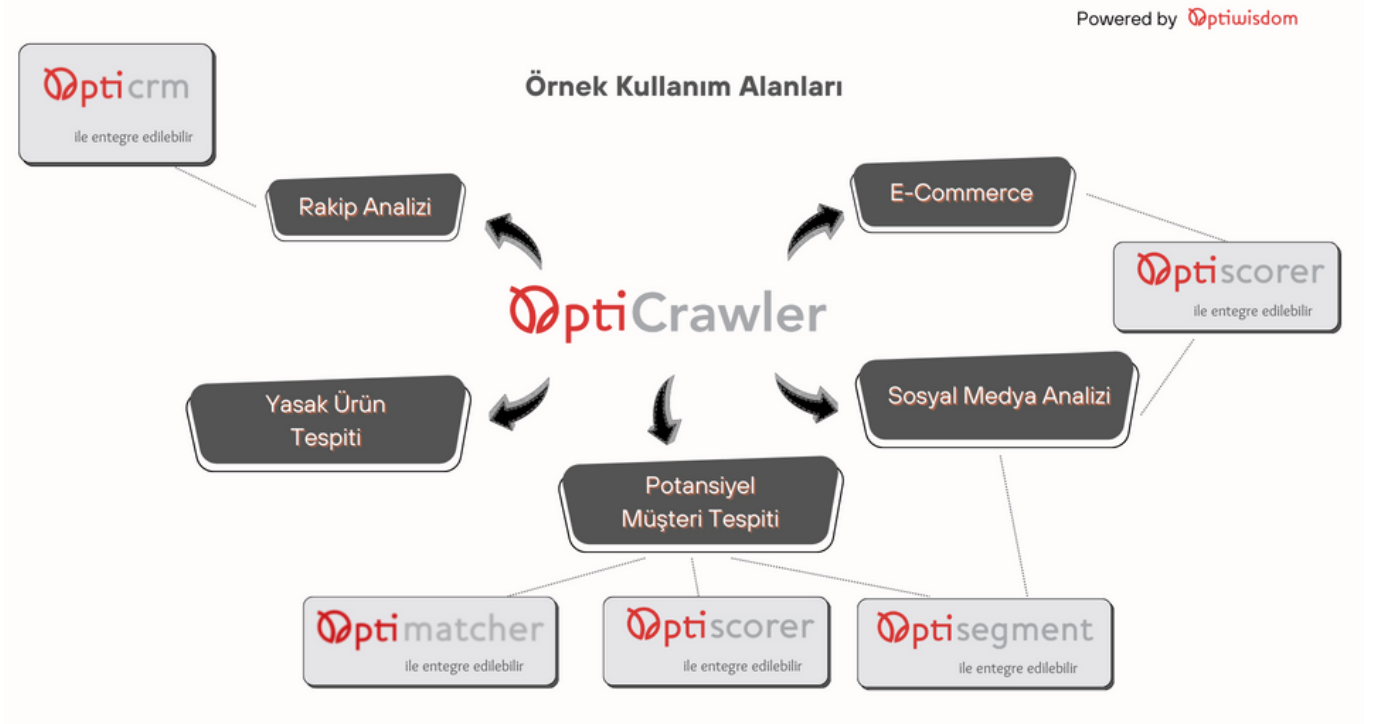 Powered by Optiwisdom
Opticrm
ile entegre edilebilir
Örnek Kullanım Alanları
Rakip Analizi
E-Commerce
Optiscorer
ile entegre edilebilir
OptiCrawler
Yasak Ürün
Tespiti
Sosyal Medya Analizi
Potansiyel
Müşteri Tespiti
Optimatcher
ile entegre edilebilir
Optiscorer
ile entegre edilebilir
Optisegment
ile entegre edilebilir